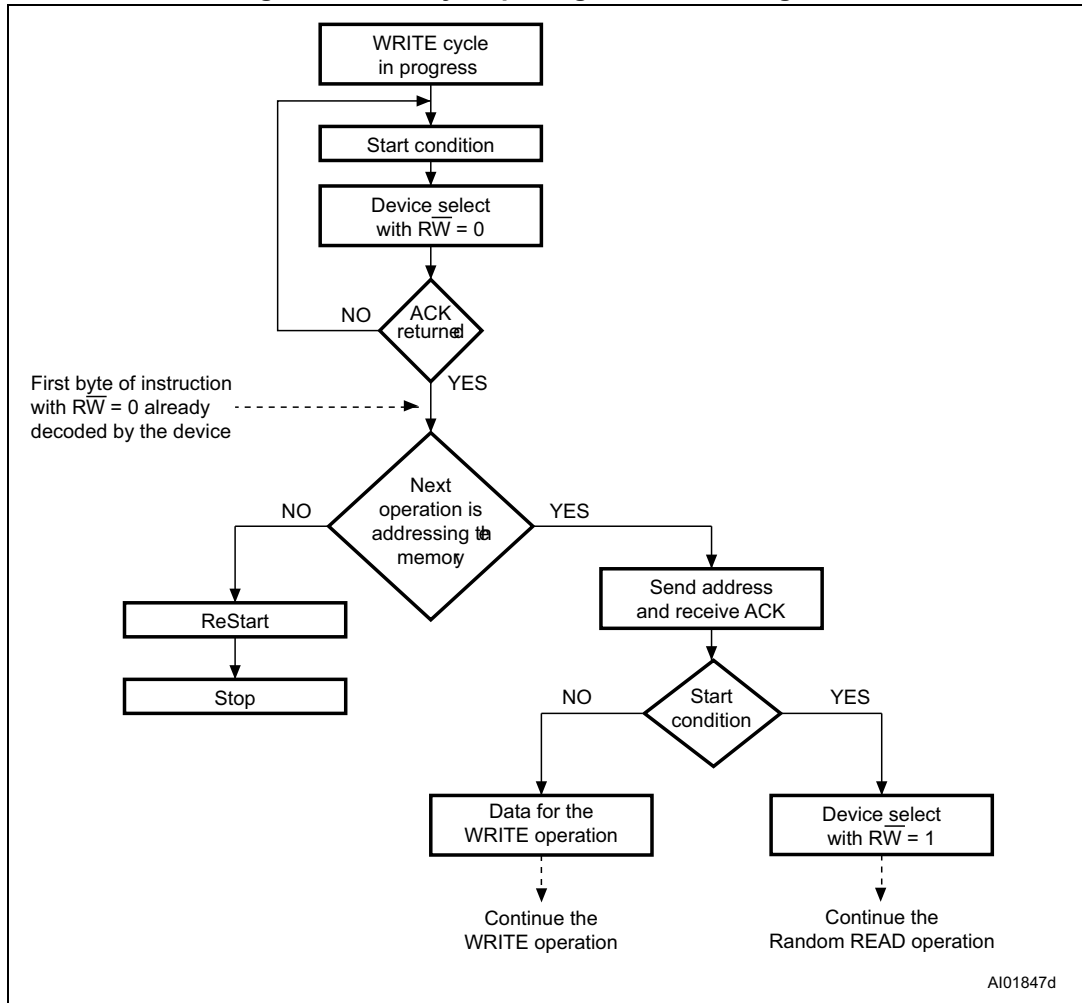 WRITE cycle
in progress
Start condition
Device select
with RW̅ = 0
NO
ACK
returned
YES
First byte of instruction
with RW̅ = 0 already
decoded by the device
Next
operation is
addressing the
memory
NO
YES
Send address
and receive ACK
ReStart
Stop
Start
condition
NO
YES
Data for the
WRITE operation
Device select
with RW̅ = 1
Continue the
WRITE operation
Continue the
Random READ operation
AI01847d